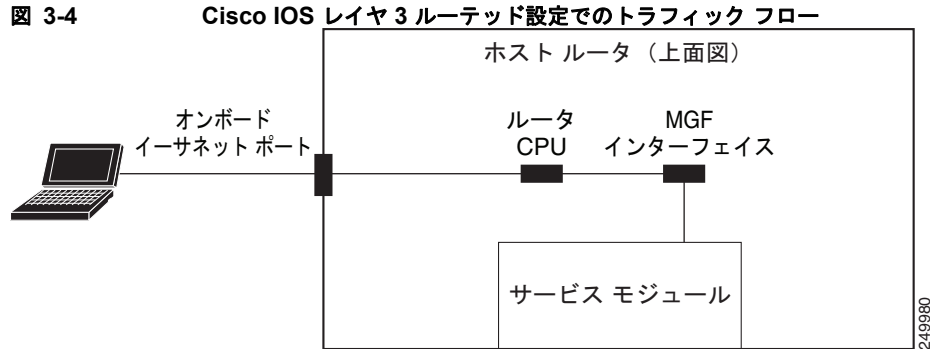 図 3-4 Cisco IOS レイヤ 3 ルーテッド設定でのトラフィック フロー
ホスト ルータ（上面図）
オンボード
イーサネット ポート
ルータ
CPU
MGF
インターフェイス
サービス モジュール
249980